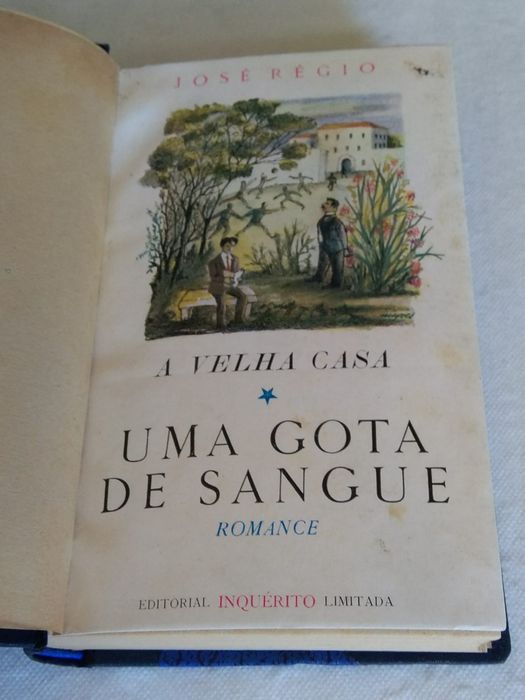 JOSÉ RÉGIO
A VELHA CASA
UMA GOTA
DE SANGUE
ROMANCE
EDITORIAL INQUÉRITO LIMITADA